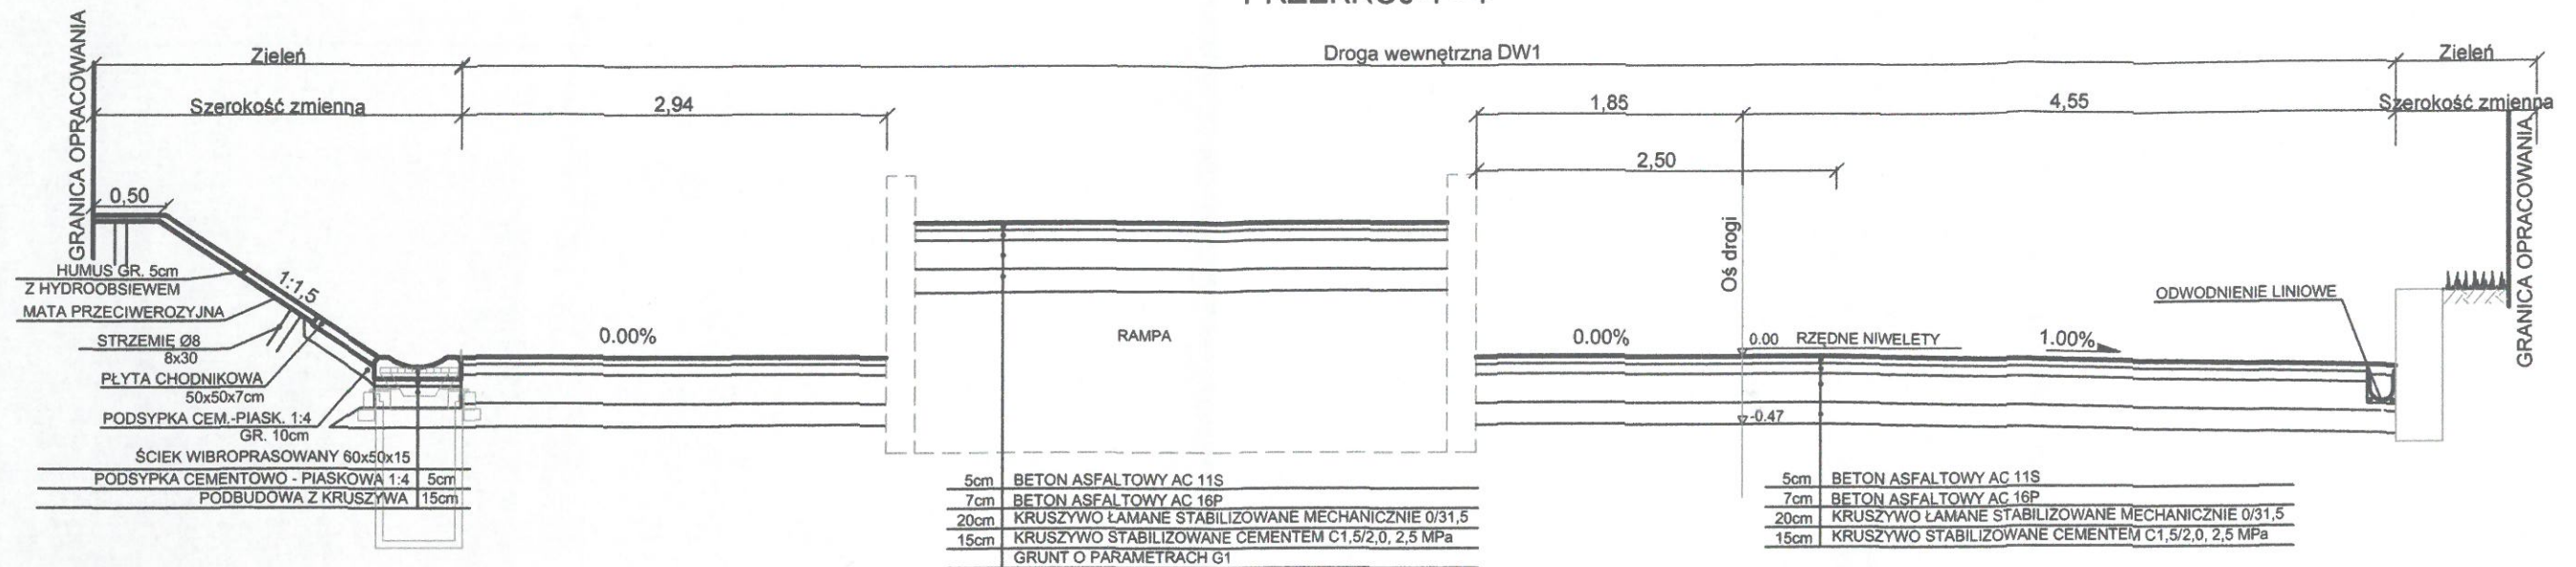 Zieleń
Droga wewnętrzna DW1
Zieleń
Szerokość zmienna
2,94
1,85
4,55
Szerokość zmienna
2,50
GRANICA OPRACOWANIA
0,50
Oś drogi
GRANICA OPRACOWANIA
HUMUS GR. 5cm
Z HYDROOBSIEWEM
1:1,5
MATA PRZECIWEROZYJNA
STRZEMIĘ Ø8
8x30
PŁYTA CHODNIKOWA
50x50x7cm
PODSYPKA CEM.-PIASK. 1:4
GR. 10cm
ŚCIEK WIBROPRASOWANY 60x50x15
PODSYPKA CEMENTOWO - PIASKOWA 1:4 5cm
PODBUDOWA Z KRUSZYWA 15cm
0.00%
RAMPA
0.00%
0.00 RZĘDNE NIWELETY
1.00%
ODWODNIENIE LINIOWE
-0.47
5cm BETON ASFALTOWY AC 11S
7cm BETON ASFALTOWY AC 16P
20cm KRUSZYWO ŁAMANE STABILIZOWANE MECHANICZNIE 0/31,5
15cm KRUSZYWO STABILIZOWANE CEMENTEM C1,5/2,0, 2,5 MPa
GRUNT O PARAMETRACH G1
5cm BETON ASFALTOWY AC 11S
7cm BETON ASFALTOWY AC 16P
20cm KRUSZYWO ŁAMANE STABILIZOWANE MECHANICZNIE 0/31,5
15cm KRUSZYWO STABILIZOWANE CEMENTEM C1,5/2,0, 2,5 MPa